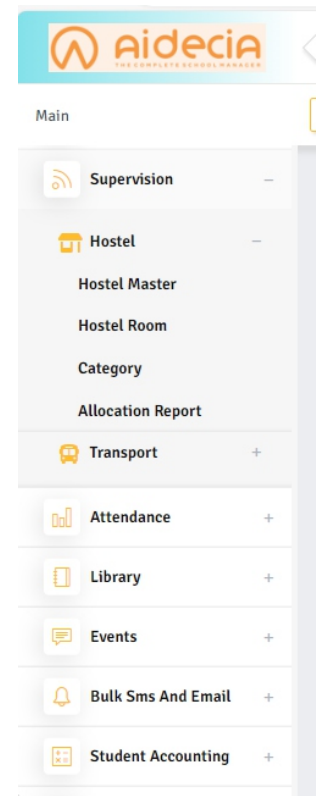 aidecia
THE COMPLETE SCHOOL MANAGER
Main
Supervision
Hostel
Hostel Master
Hostel Room
Category
Allocation Report
Transport
Attendance
Library
Events
Bulk Sms And Email
Student Accounting